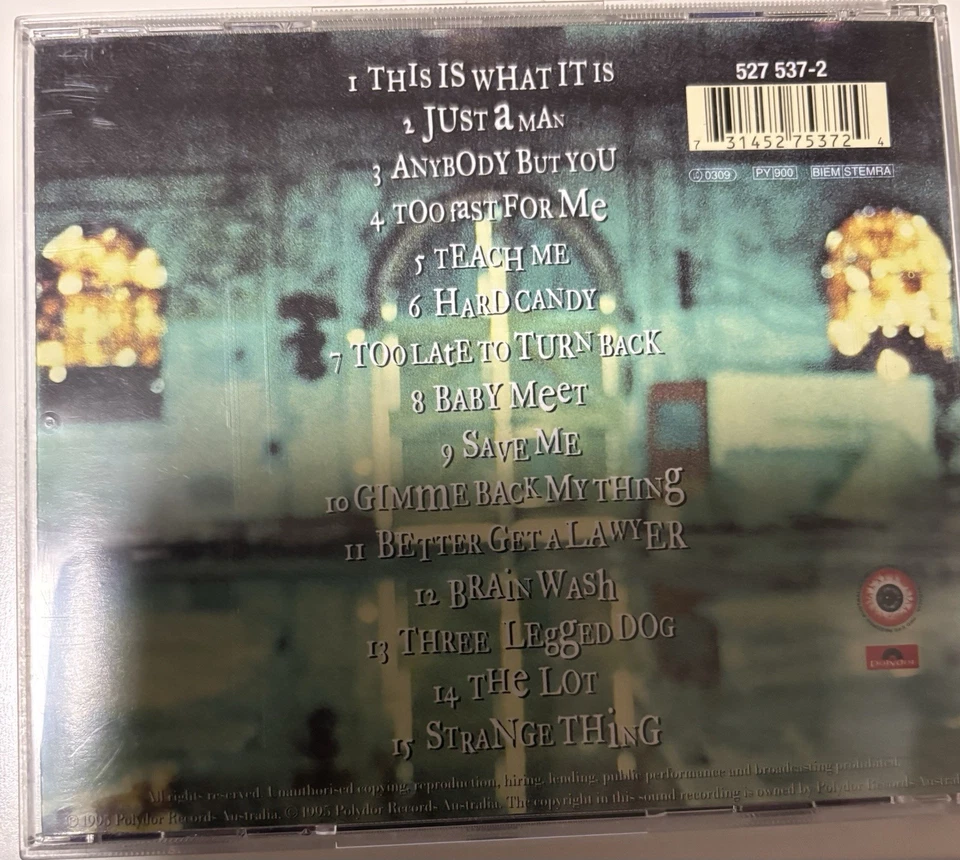 1 THIS IS WHAT IT IS
2 JUST a MAN
3 ANYBODY BUT YOU
4 TOO fasT FOR Me
5 TEACH ME
6 HARD CANDY
7 TOO LAtE TO TURN BACK
8 BABY MeeT
9 SAVE ME
10 GIMmE BACK MY THINg
11 BETTER GET A LAWYER
12 BRAiN WASh
13 THREE LEggED DOG
14 THe LOT
15 STRANGE THiNG
527 537-2
7 31452 75372 4
0309 PY 900 BIEM STEMRA
Polydor
All rights reserved. Unauthorised copying, reproduction, hiring, lending, public performance and broadcasting prohibited.
℗ 1995 Polydor Records Australia. © 1995 Polydor Records Australia. The copyright in this sound recording is owned by Polydor Records